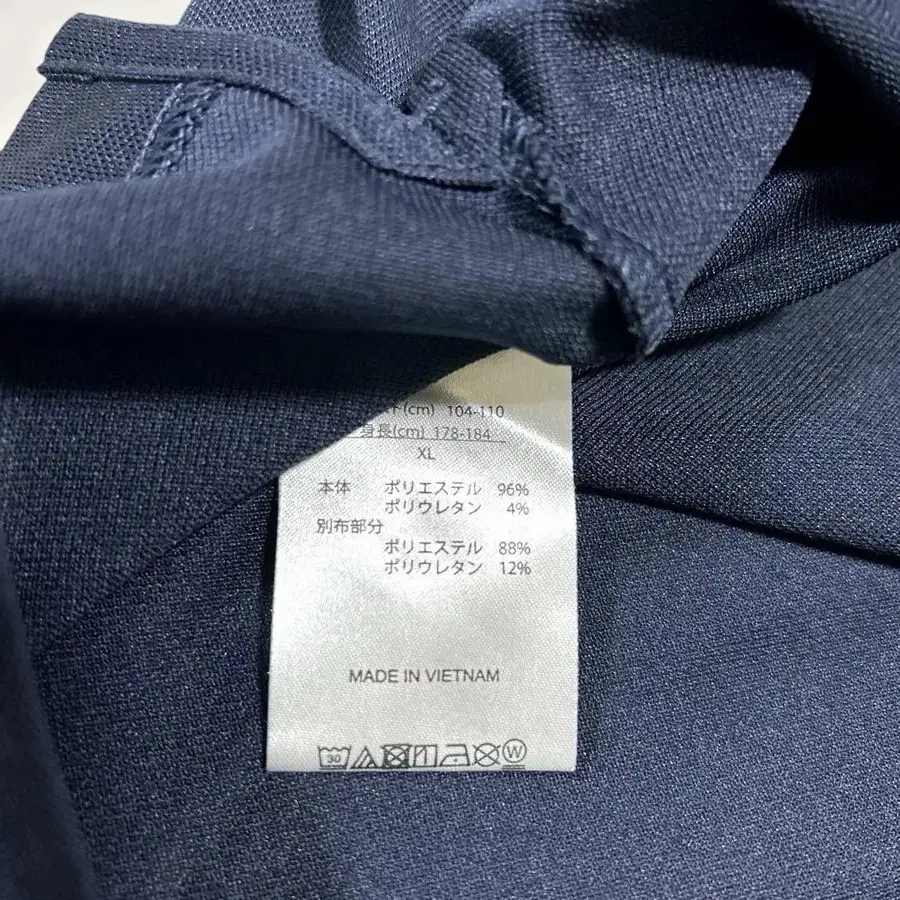 (cm) 104-110
身長(cm) 178-184
XL
本体 ポリエステル 96%
ポリウレタン 4%
別布部分
ポリエステル 88%
ポリウレタン 12%
MADE IN VIETNAM
30 W